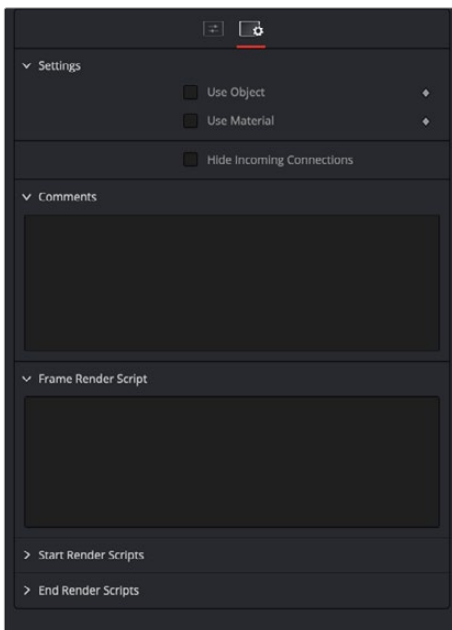 Settings
Use Object
Use Material
Hide Incoming Connections
Comments
Frame Render Script
Start Render Scripts
End Render Scripts